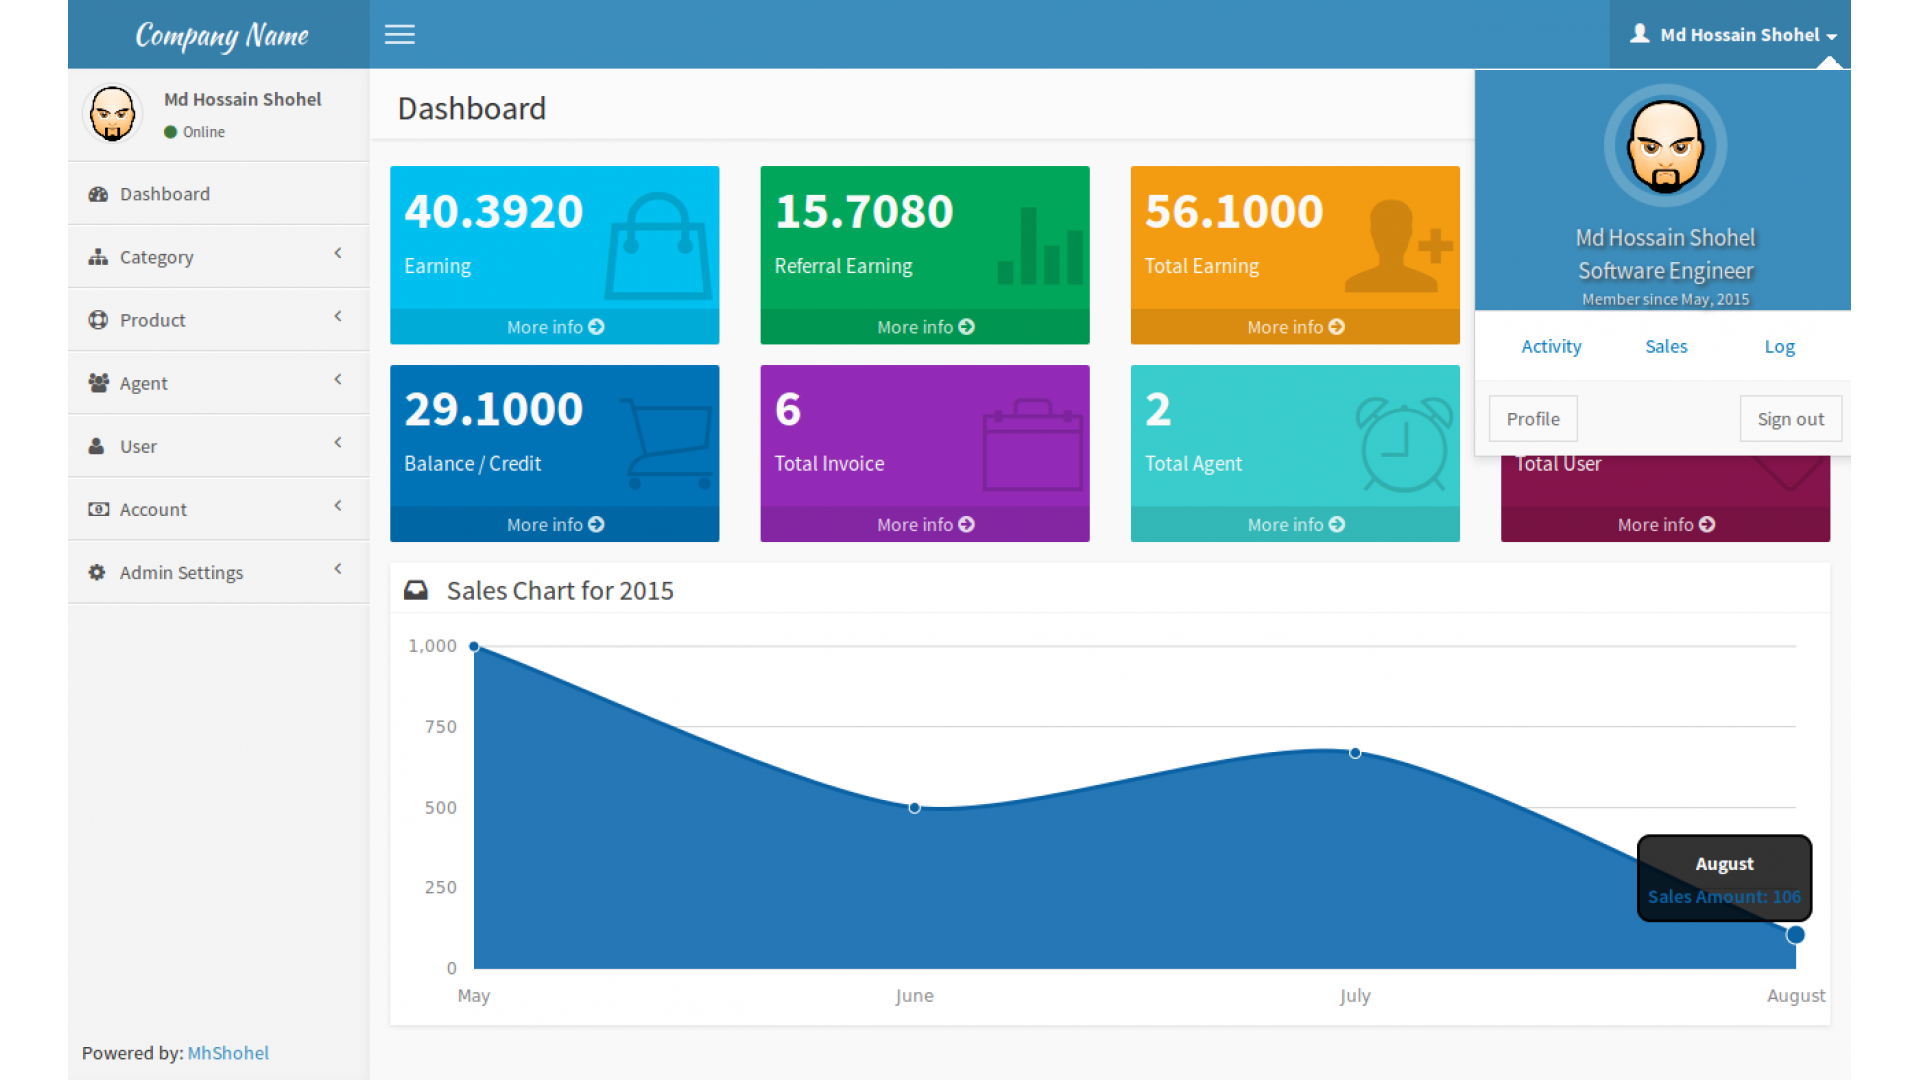 Company Name
Md Hossain Shohel
Md Hossain Shohel
Online
Dashboard
Category
Product
Agent
User
Account
Admin Settings
Powered by: MhShohel
Dashboard
40.3920
Earning
More info
15.7080
Referral Earning
More info
56.1000
Total Earning
More info
Md Hossain Shohel
Software Engineer
Member since May, 2015
Activity
Sales
Log
Profile
Sign out
29.1000
Balance / Credit
More info
6
Total Invoice
More info
2
Total Agent
More info
Total User
More info
Sales Chart for 2015
1,000
750
500
250
0
August
Sales Amount: 106
May
June
July
August